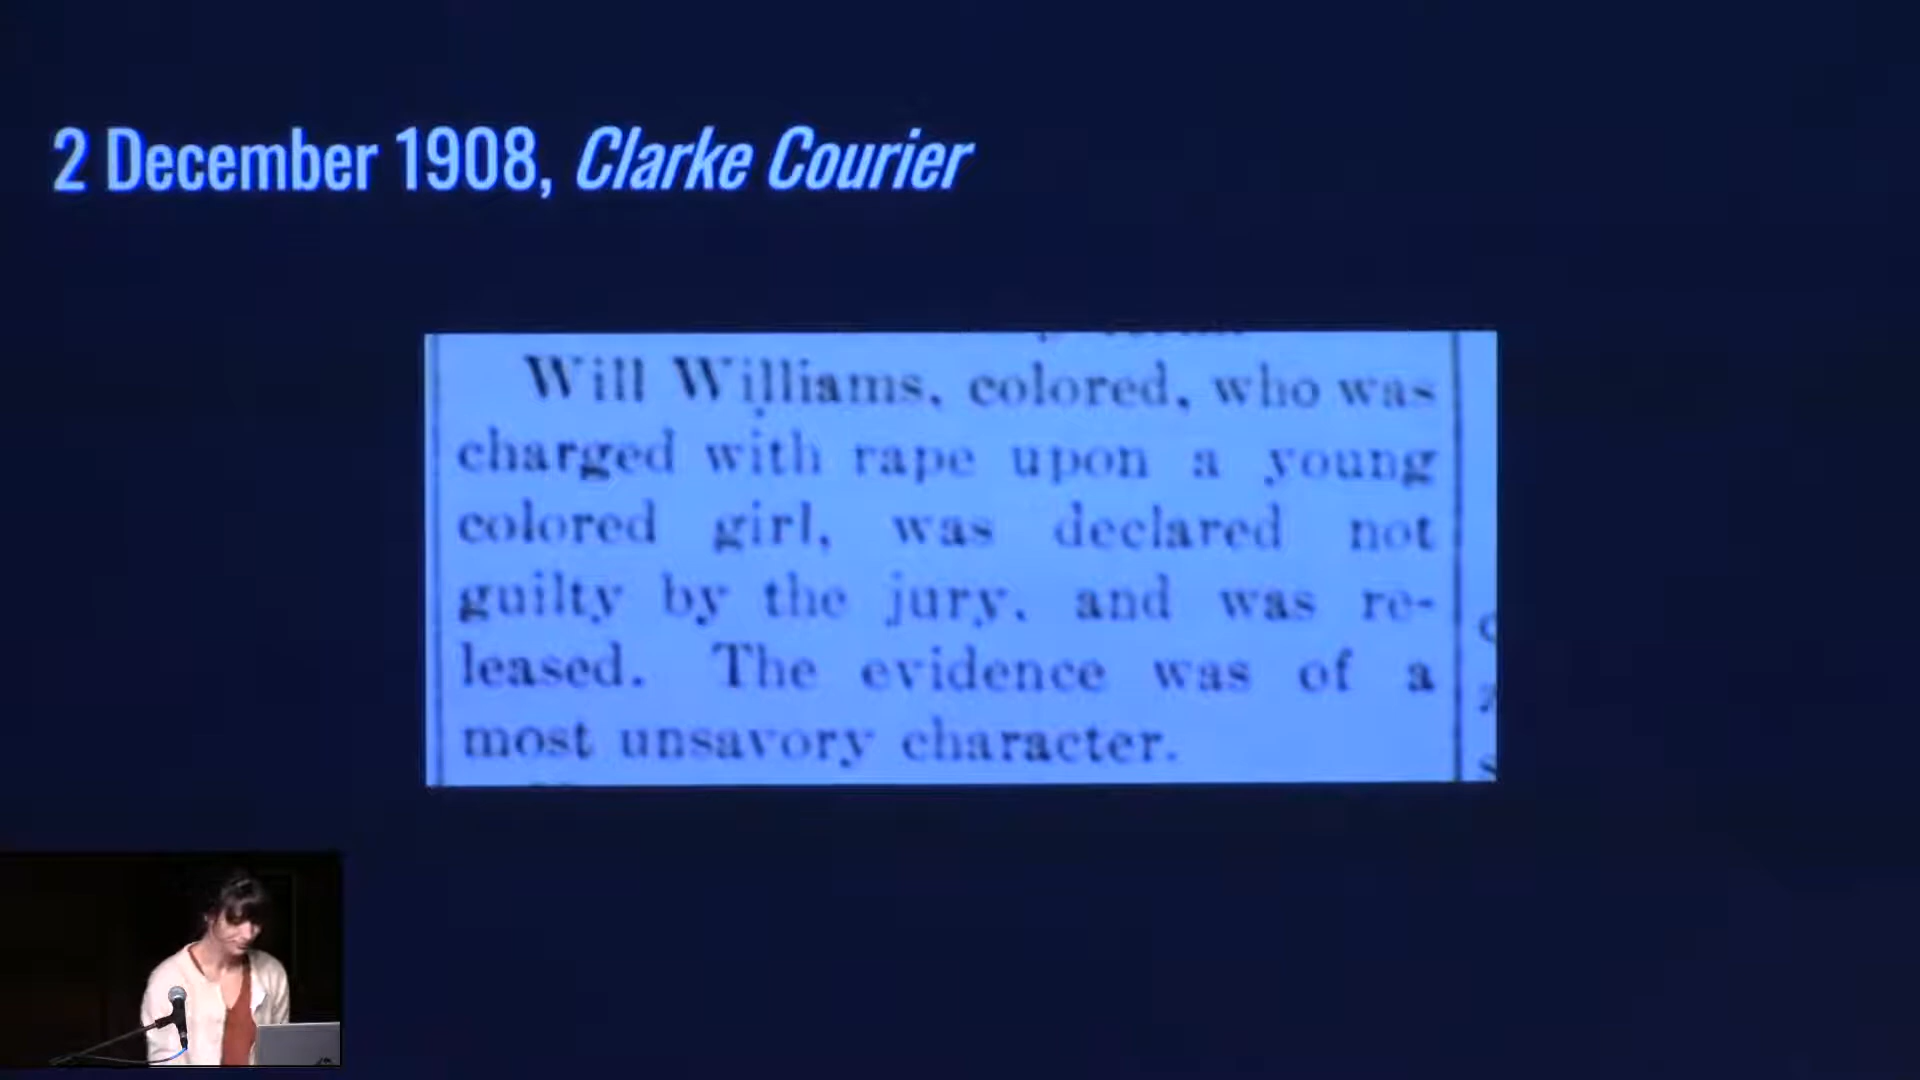 2 December 1908, Clarke Courier
Will Williams, colored, who was
charged with rape upon a young
colored girl, was declared not
guilty by the jury, and was re-
leased. The evidence was of a
most unsavory character.